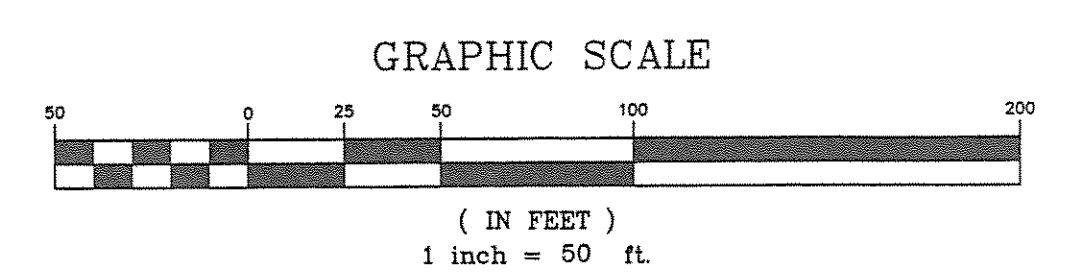 GRAPHIC SCALE
50 0 25 50 100 200
( IN FEET )
1 inch = 50 ft.